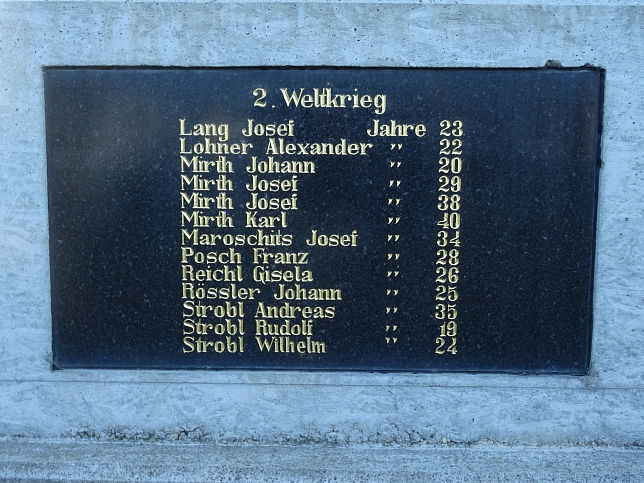 2. Weltkrieg
Lang Josef Jahre 23
Lohner Alexander " 22
Mirth Johann " 20
Mirth Josef " 29
Mirth Josef " 38
Mirth Karl " 40
Maroschits Josef " 34
Posch Franz " 28
Reichl Gisela " 26
Rössler Johann " 25
Strobl Andreas " 35
Strobl Rudolf " 19
Strobl Wilhelm " 24